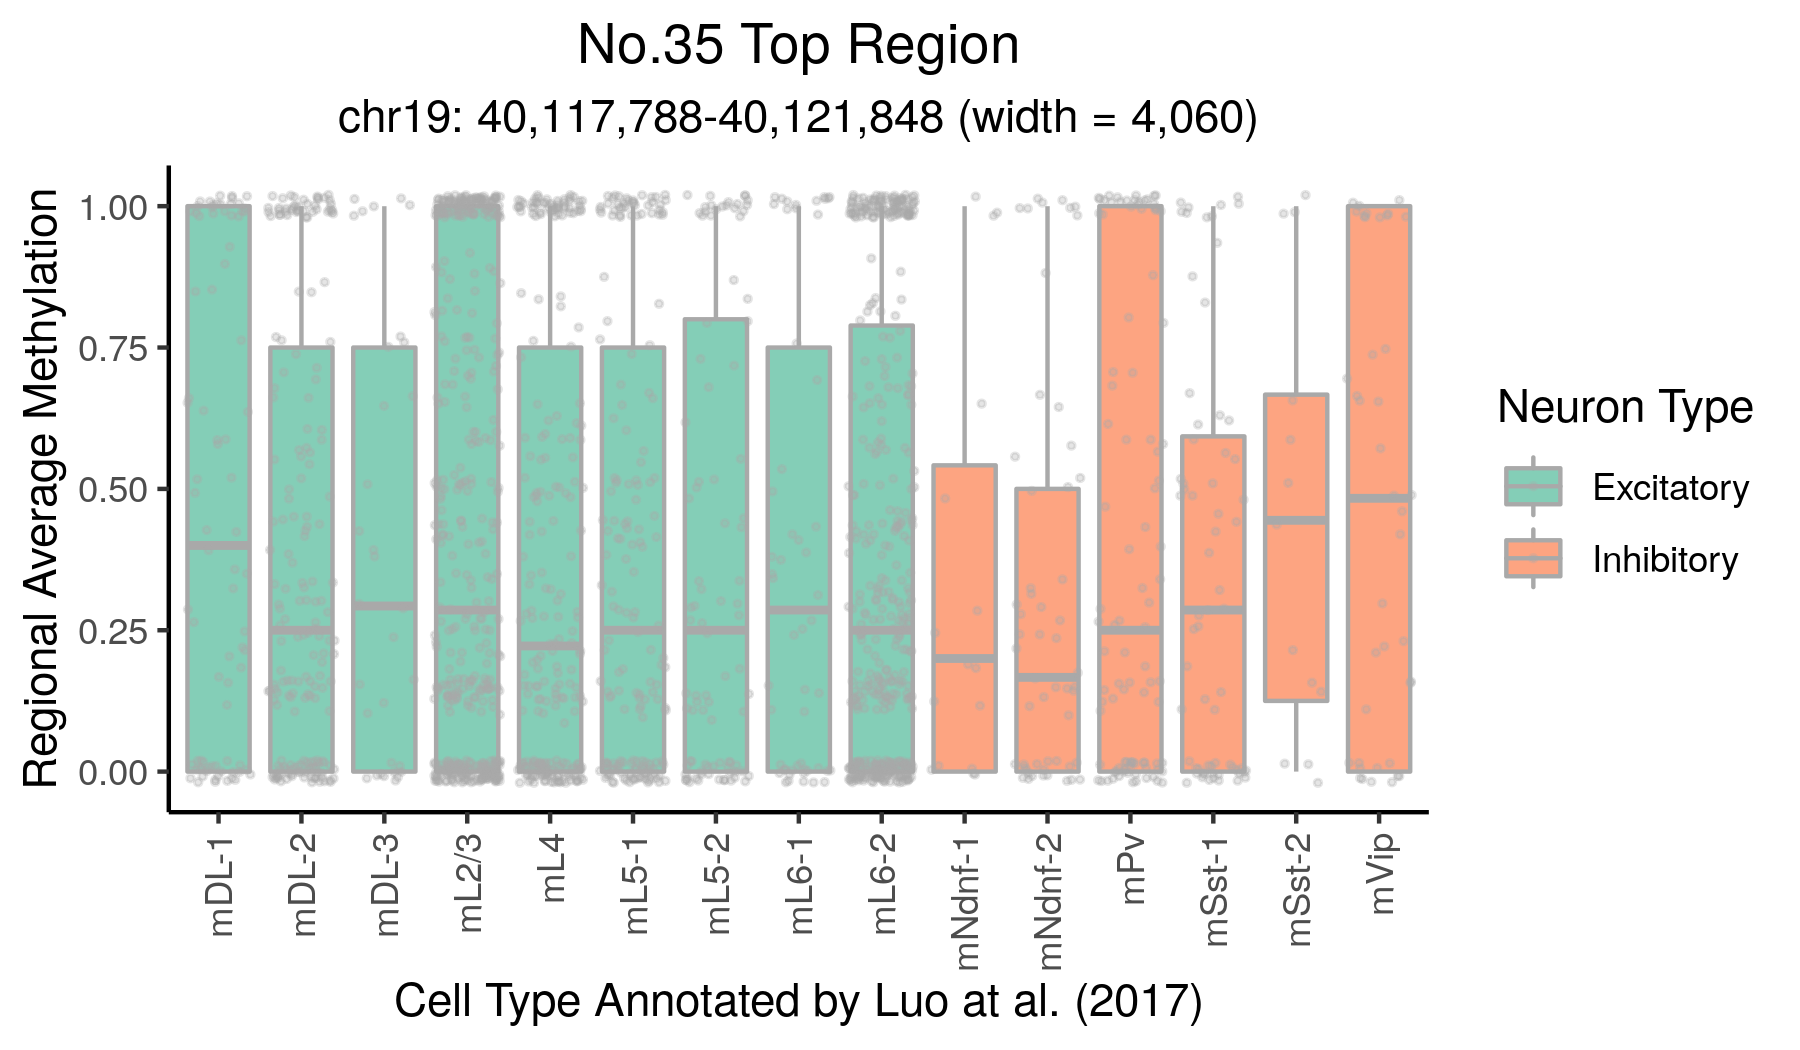 No.35 Top Region
chr19: 40,117,788-40,121,848 (width = 4,060)
Regional Average Methylation
1.00
0.75
0.50
0.25
0.00
mDL-1
mDL-2
mDL-3
mL2/3
mL4
mL5-1
mL5-2
mL6-1
mL6-2
mNdnf-1
mNdnf-2
mPv
mSst-1
mSst-2
mVip
Cell Type Annotated by Luo at al. (2017)
Neuron Type
Excitatory
Inhibitory